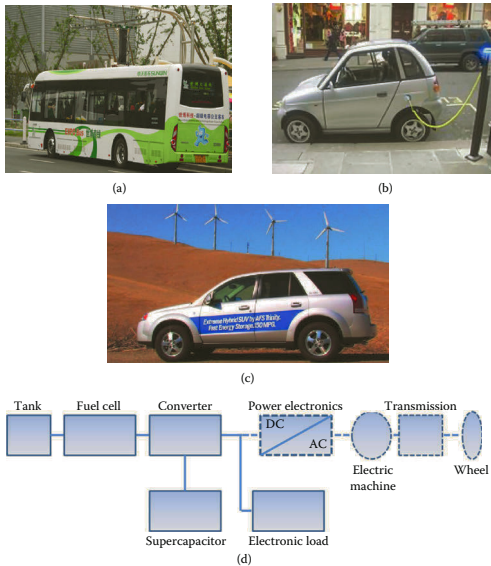 (a)
(b)
Extreme Hybrid SUV by AFS Trinity.
Fast Energy Storage. 150 MPG.
(c)
Tank
Fuel cell
Converter
Power electronics
Transmission
DC
AC
Electric
machine
Wheel
Supercapacitor
Electronic load
(d)